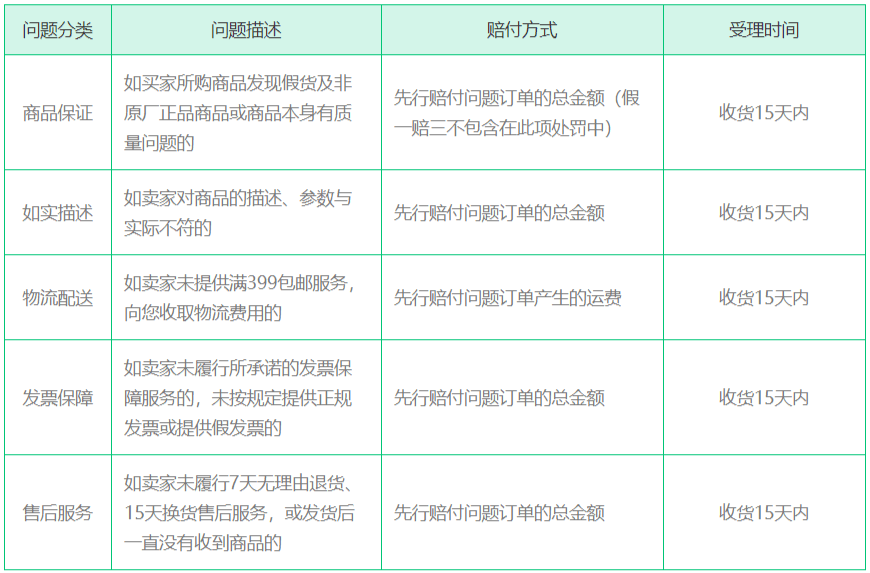 问题分类 问题描述 赔付方式 受理时间
商品保证
如买家所购商品发现假货及非
原厂正品商品或商品本身有质
量问题的
先行赔付问题订单的总金额（假
一赔三不包含在此项处罚中）
收货15天内
如实描述
如卖家对商品的描述、参数与
实际不符的
先行赔付问题订单的总金额
收货15天内
物流配送
如卖家未提供满399包邮服务，
向您收取物流费用的
先行赔付问题订单产生的运费
收货15天内
发票保障
如卖家未履行所承诺的发票保
障服务的，未按规定提供正规
发票或提供假发票的
先行赔付问题订单的总金额
收货15天内
售后服务
如卖家未履行7天无理由退货、
15天换货售后服务，或发货后
一直没有收到商品的
先行赔付问题订单的总金额
收货15天内